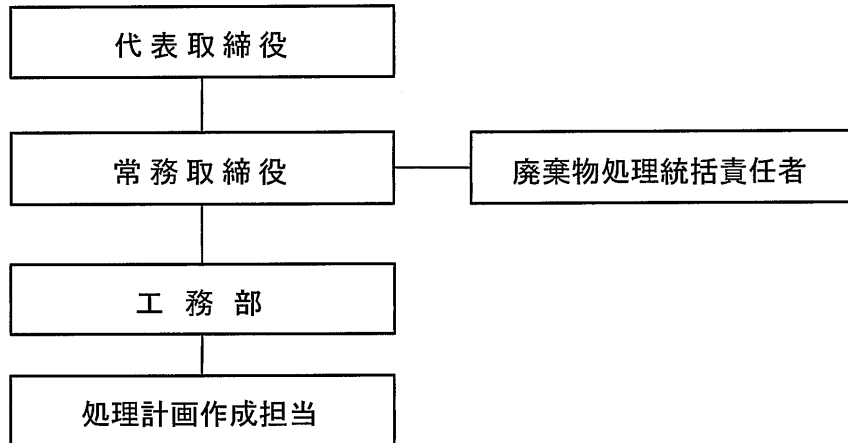 代表取締役
常務取締役
廃棄物処理統括責任者
工務部
処理計画作成担当